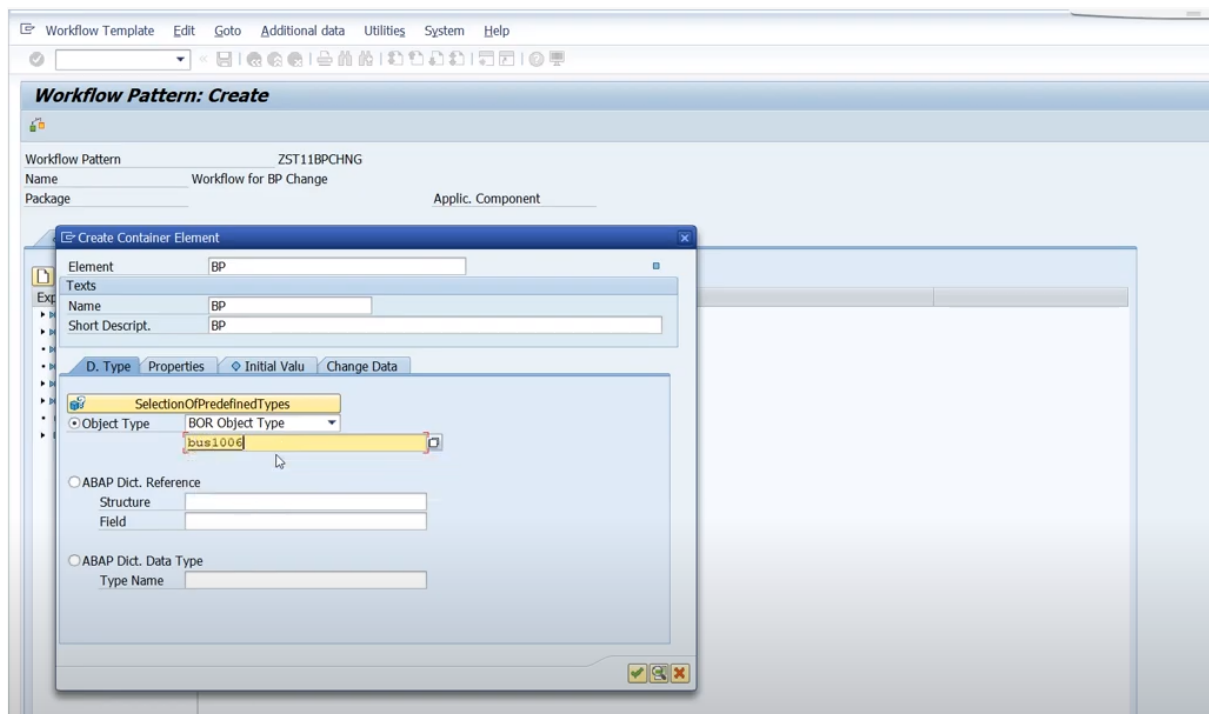 Workflow Template Edit Goto Additional data Utilities System Help
Workflow Pattern: Create
Workflow Pattern ZST11BPCHNG
Name Workflow for BP Change
Package Applic. Component
Create Container Element
Element BP
Texts
Exp
Name BP
Short Descript. BP
D. Type Properties Initial Valu Change Data
SelectionOfPredefinedTypes
Object Type BOR Object Type
bus1006
ABAP Dict. Reference
Structure
Field
ABAP Dict. Data Type
Type Name